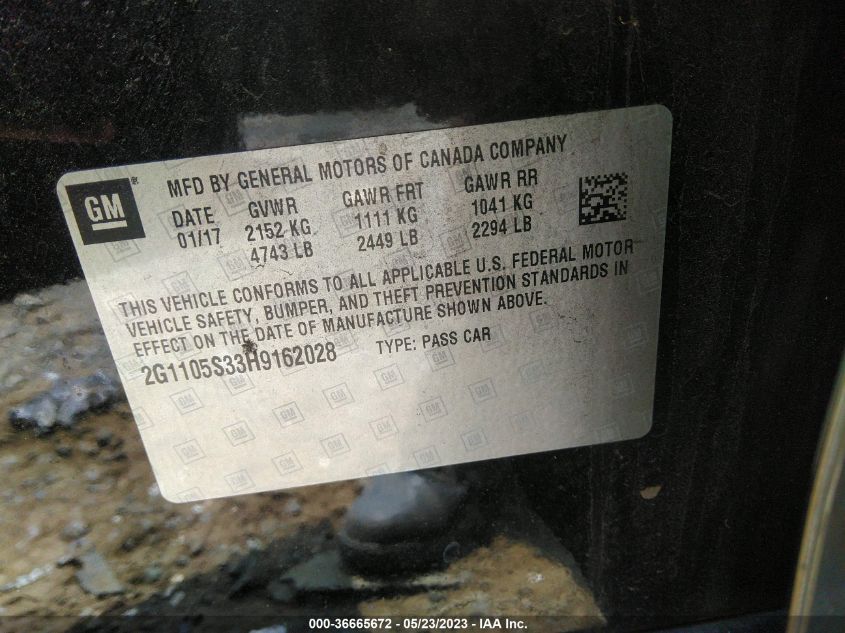 GM
MFD BY GENERAL MOTORS OF CANADA COMPANY
DATE GVWR GAWR FRT GAWR RR
01/17 2152 KG 1111 KG 1041 KG
4743 LB 2449 LB 2294 LB
THIS VEHICLE CONFORMS TO ALL APPLICABLE U.S. FEDERAL MOTOR
VEHICLE SAFETY, BUMPER, AND THEFT PREVENTION STANDARDS IN
EFFECT ON THE DATE OF MANUFACTURE SHOWN ABOVE.
2G1105S33H9162028 TYPE: PASS CAR
000-36665672 / 05/23/2023 - IAA Inc.